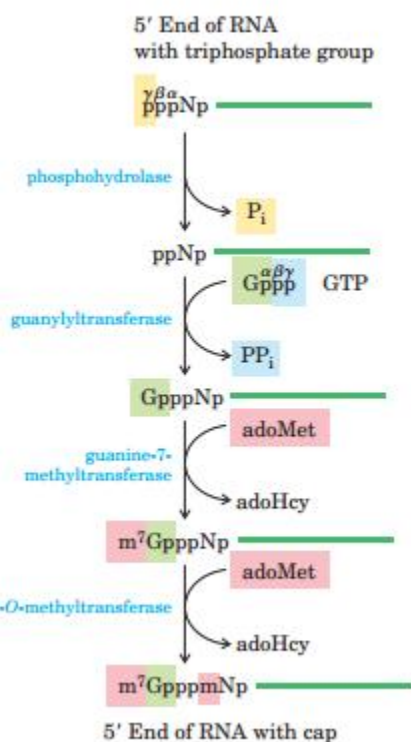 5′ End of RNA
with triphosphate group
γβα
pppNp
phosphohydrolase
Pi
ppNp
αβγ
Gppp GTP
guanylyltransferase
PPi
GpppNp
adoMet
guanine-7-
methyltransferase
adoHcy
m⁷GpppNp
adoMet
-O-methyltransferase
adoHcy
m⁷GpppmNp
5′ End of RNA with cap